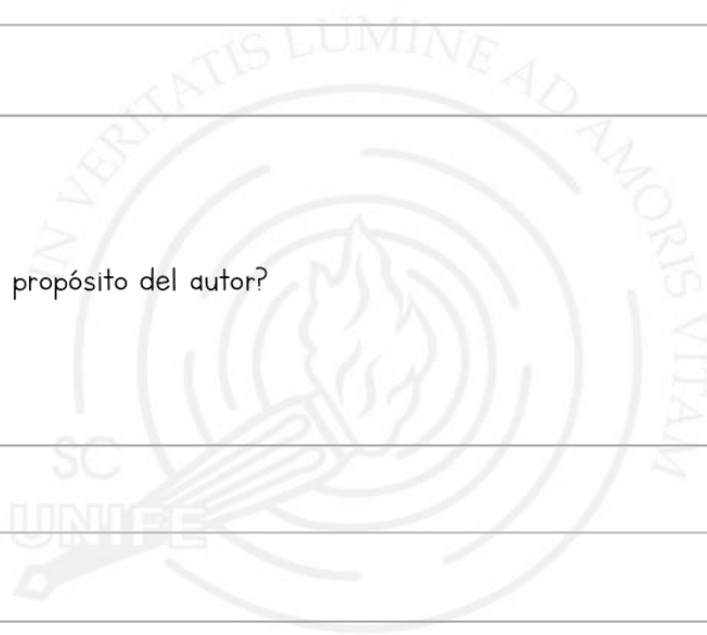 IN VERITATIS LUMINE AD AMORIS VITAM
propósito del autor?
SC
UNIFE